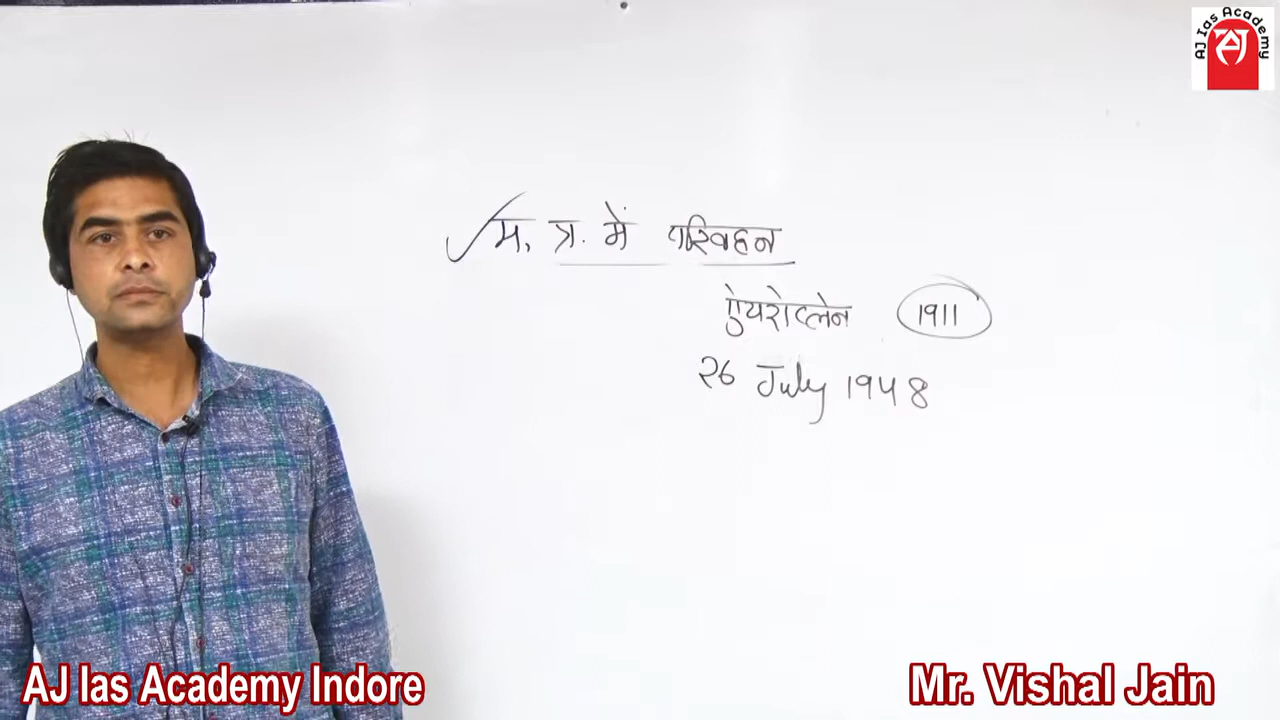 AJ Ias Academy
म. प्र. में परिवहन
ऐयरोप्लेन 1911
26 July 1948
AJ Ias Academy Indore
Mr. Vishal Jain